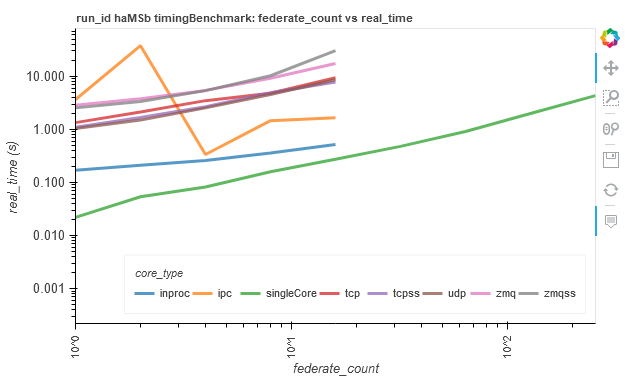 run_id haMSb timingBenchmark: federate_count vs real_time
real_time (s)
10.000
1.000
0.100
0.010
0.001
core_type
inproc ipc singleCore tcp tcpss udp zmq zmqss
10^0 10^1 10^2
federate_count